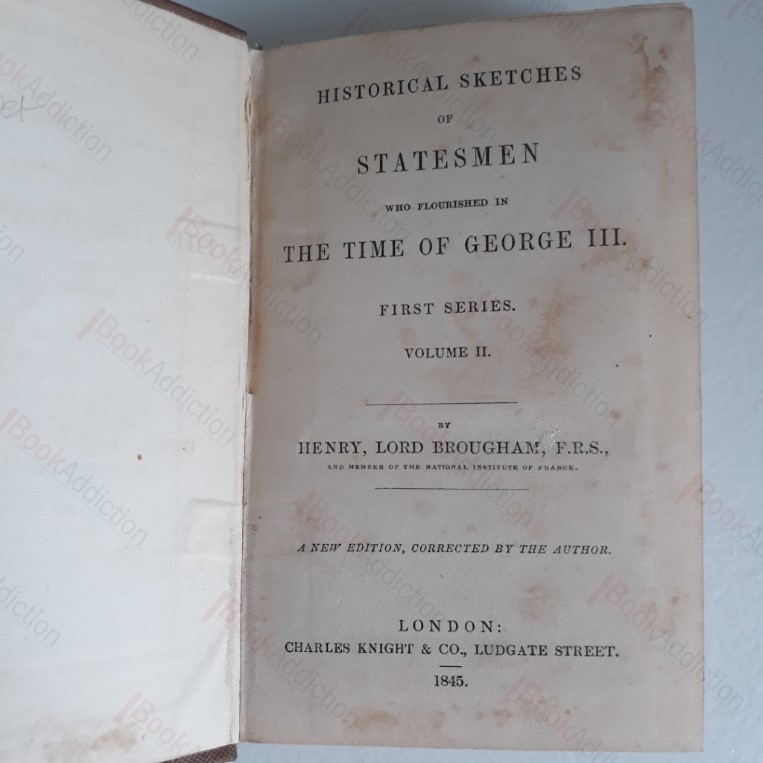 HISTORICAL SKETCHES
OF
STATESMEN
WHO FLOURISHED IN
THE TIME OF GEORGE III.
FIRST SERIES.
VOLUME II.
BY
HENRY, LORD BROUGHAM, F.R.S.,
AND MEMBER OF THE NATIONAL INSTITUTE OF FRANCE.
A NEW EDITION, CORRECTED BY THE AUTHOR.
LONDON:
CHARLES KNIGHT & CO., LUDGATE STREET.
1845.
BookAddiction